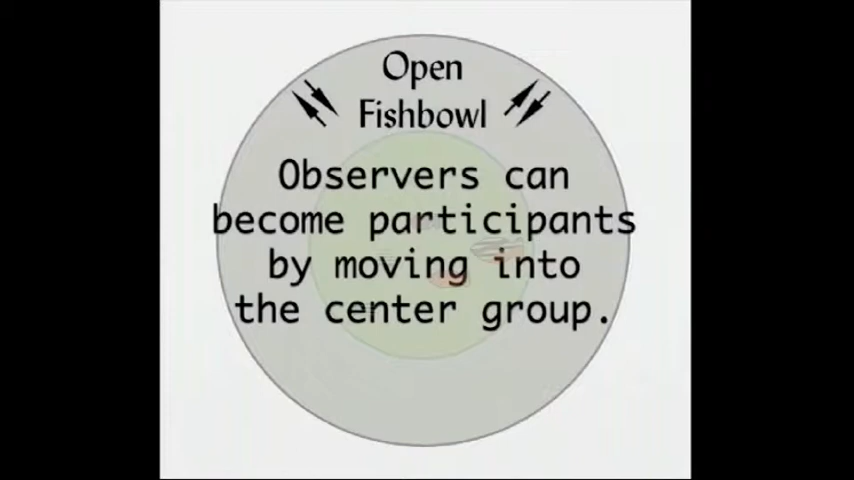 Open
Fishbowl
Observers can
become participants
by moving into
the center group.